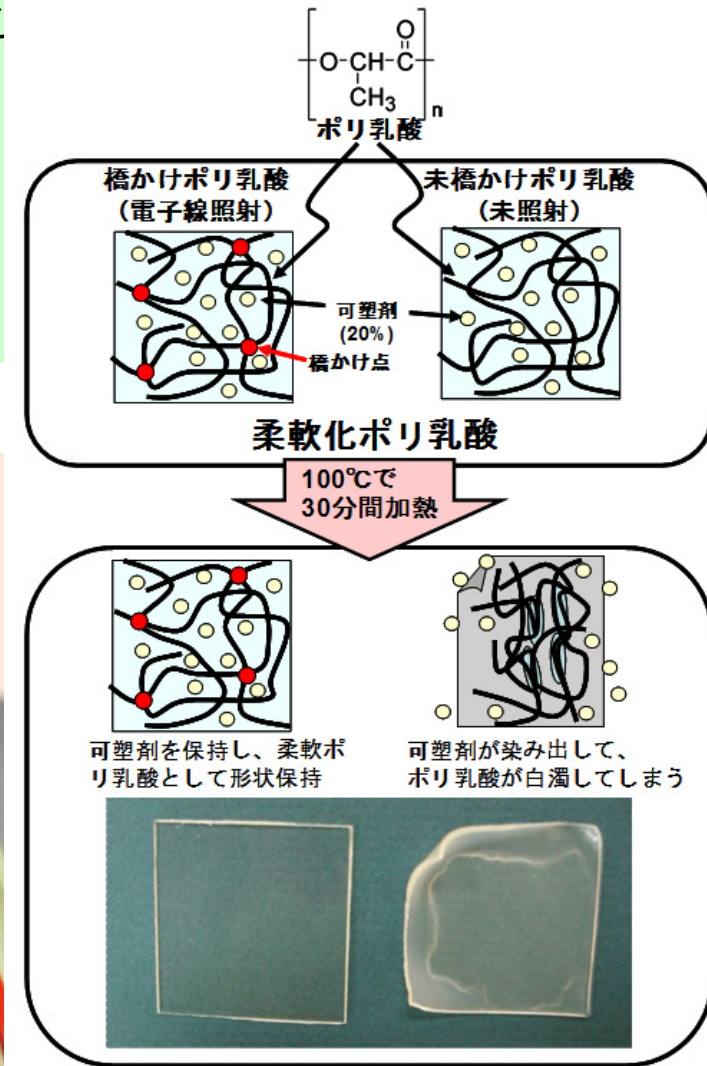 O
O-CH-C
CH3
n
ポリ乳酸
橋かけポリ乳酸
(電子線照射)
未橋かけポリ乳酸
(未照射)
可塑剤
(20%)
橋かけ点
柔軟化ポリ乳酸
100℃で
30分間加熱
可塑剤を保持し、柔軟ポ
リ乳酸として形状保持
可塑剤が染み出して、
ポリ乳酸が白濁してしまう